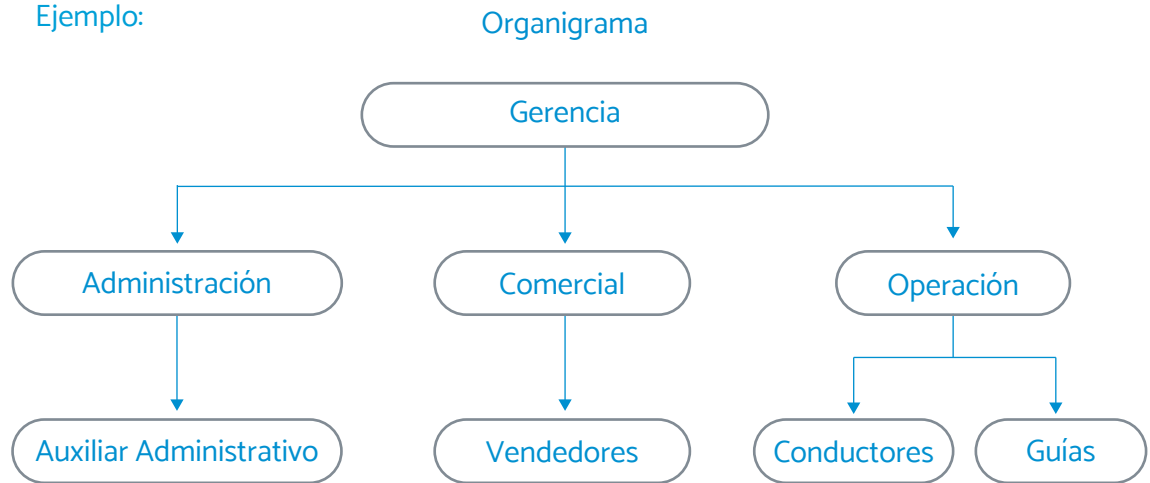 Ejemplo:
Organigrama
Gerencia
Administración
Comercial
Operación
Auxiliar Administrativo
Vendedores
Conductores
Guías